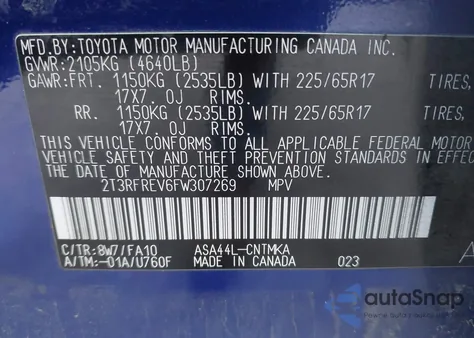 MFD.BY:TOYOTA MOTOR MANUFACTURING CANADA INC.
GVWR:2105KG (4640LB)
GAWR:FRT. 1150KG (2535LB) WITH 225/65R17 TIRES,
17X7.0J RIMS.
RR. 1150KG (2535LB) WITH 225/65R17 TIRES,
17X7.0J RIMS.
THIS VEHICLE CONFORMS TO ALL APPLICABLE FEDERAL MOTOR
VEHICLE SAFETY AND THEFT PREVENTION STANDARDS IN EFFEC
THE DATE OF MANUFACTURE SHOWN ABOVE.
2T3RFREV6FW307269 MPV
C/TR:8W7/FA10 ASA44L-CNTMKA
A/TM:-01A/U760F MADE IN CANADA 023
autoSnap